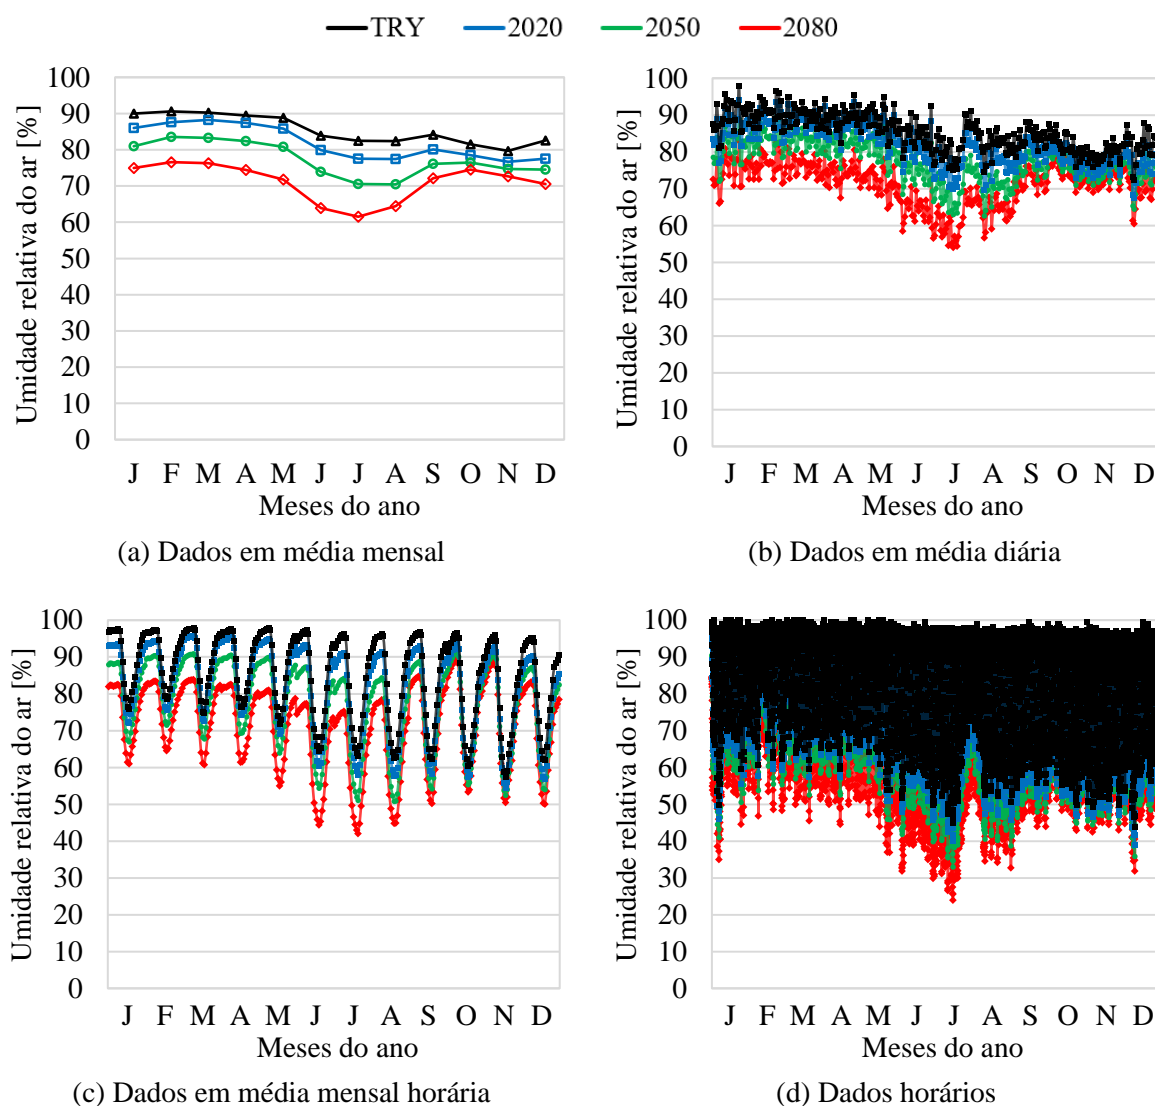 TRY 2020 2050 2080
Umidade relativa do ar [%]
100
90
80
70
60
50
40
30
20
10
0
J F M A M J J A S O N D
Meses do ano
(a) Dados em média mensal
Umidade relativa do ar [%]
100
90
80
70
60
50
40
30
20
10
0
J F M A M J J A S O N D
Meses do ano
(b) Dados em média diária
Umidade relativa do ar [%]
100
90
80
70
60
50
40
30
20
10
0
J F M A M J J A S O N D
Meses do ano
(c) Dados em média mensal horária
Umidade relativa do ar [%]
100
90
80
70
60
50
40
30
20
10
0
J F M A M J J A S O N D
Meses do ano
(d) Dados horários